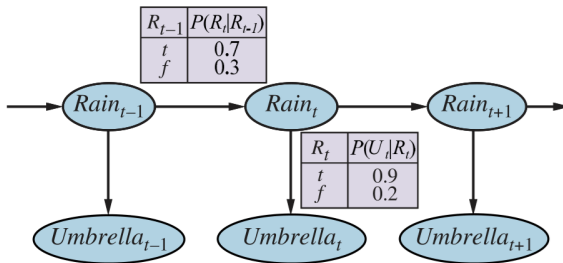 R_{t-1} P(R_t|R_{t-1})
t 0.7
f 0.3
Rain_{t-1} Rain_t Rain_{t+1}
R_t P(U_t|R_t)
t 0.9
f 0.2
Umbrella_{t-1} Umbrella_t Umbrella_{t+1}